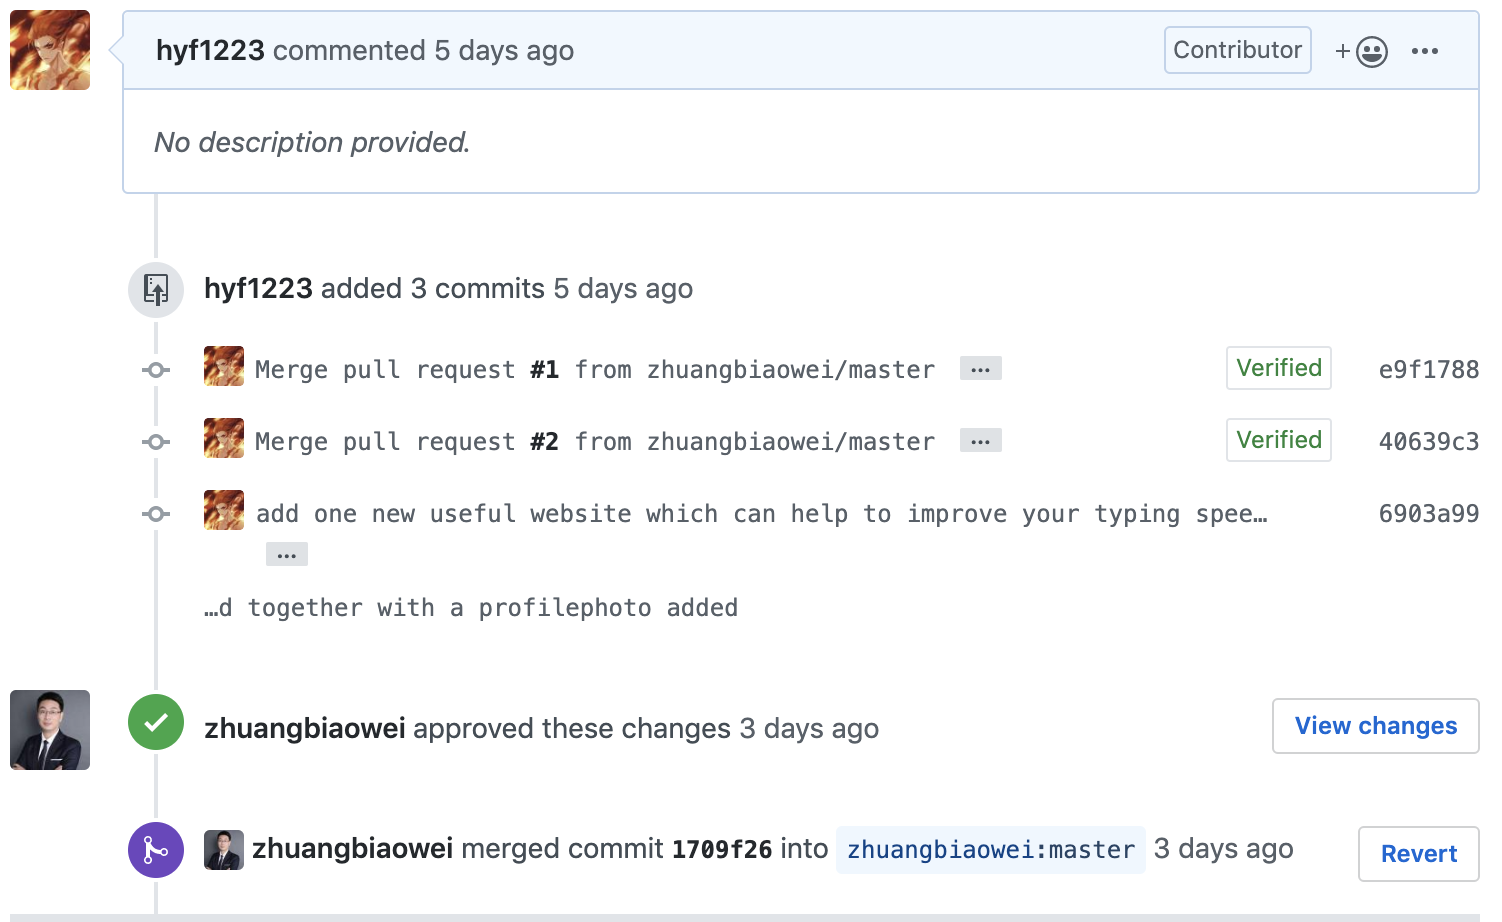 hyf1223 commented 5 days ago Contributor +
No description provided.
hyf1223 added 3 commits 5 days ago
Merge pull request #1 from zhuangbiaowei/master … Verified e9f1788
Merge pull request #2 from zhuangbiaowei/master … Verified 40639c3
add one new useful website which can help to improve your typing spee… 6903a99
…
…d together with a profilephoto added
zhuangbiaowei approved these changes 3 days ago View changes
zhuangbiaowei merged commit 1709f26 into zhuangbiaowei:master 3 days ago Revert